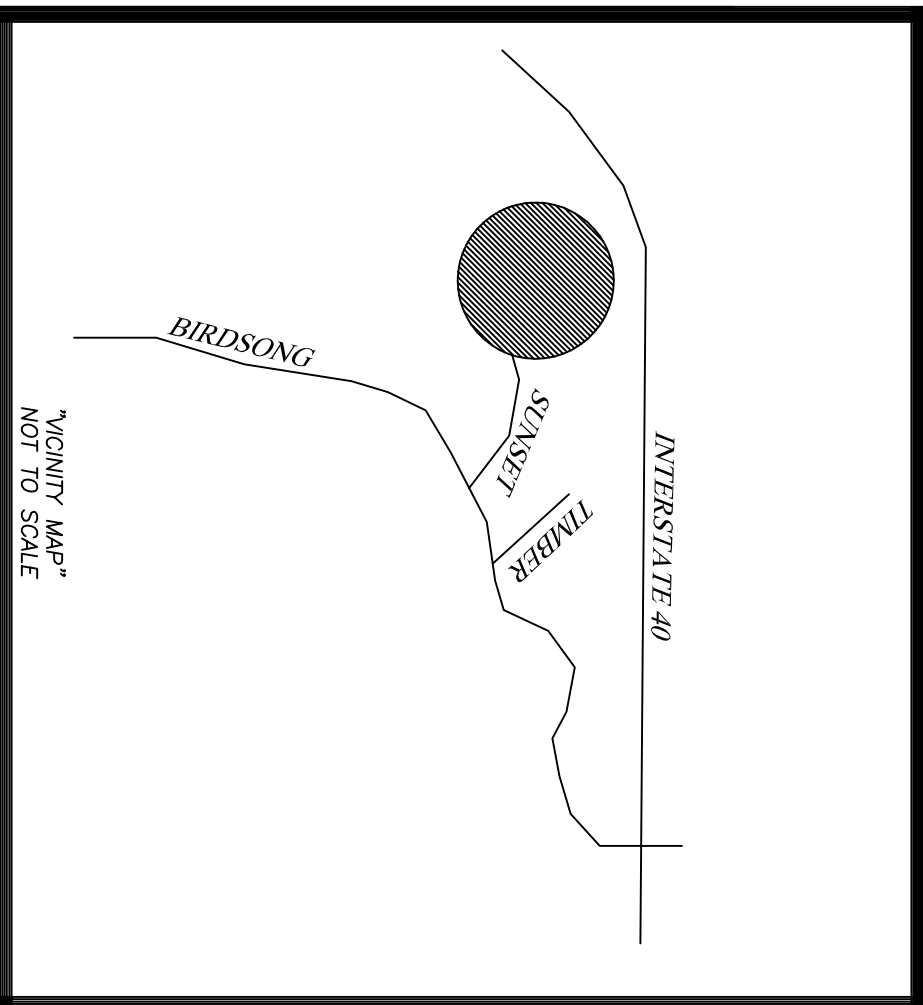 INTERSTATE 40
TIMBER
SUNSET
BIRDSONG
"VICINITY MAP"
NOT TO SCALE